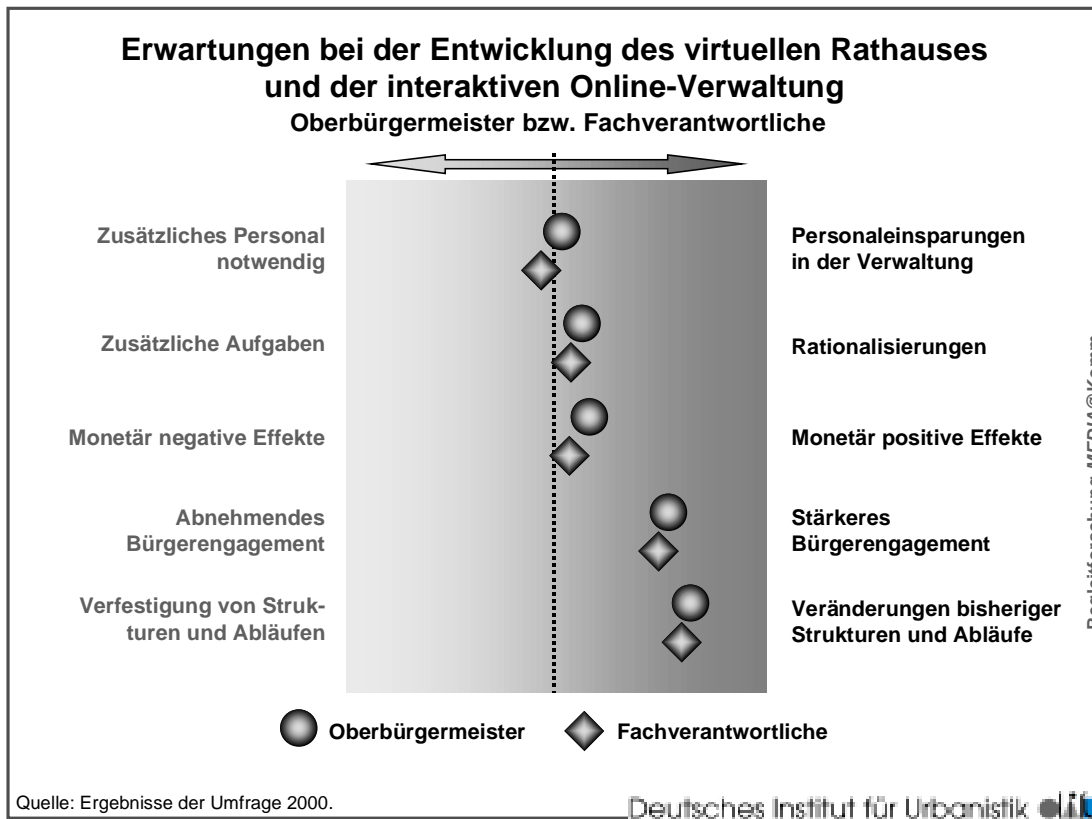 Erwartungen bei der Entwicklung des virtuellen Rathauses
und der interaktiven Online-Verwaltung
Oberbürgermeister bzw. Fachverantwortliche
Zusätzliches Personal
notwendig
Personaleinsparungen
in der Verwaltung
Zusätzliche Aufgaben
Rationalisierungen
Monetär negative Effekte
Monetär positive Effekte
Abnehmendes
Bürgerengagement
Stärkeres
Bürgerengagement
Verfestigung von Struk-
turen und Abläufen
Veränderungen bisheriger
Strukturen und Abläufe
Oberbürgermeister
Fachverantwortliche
Quelle: Ergebnisse der Umfrage 2000.
Deutsches Institut für Urbanistik